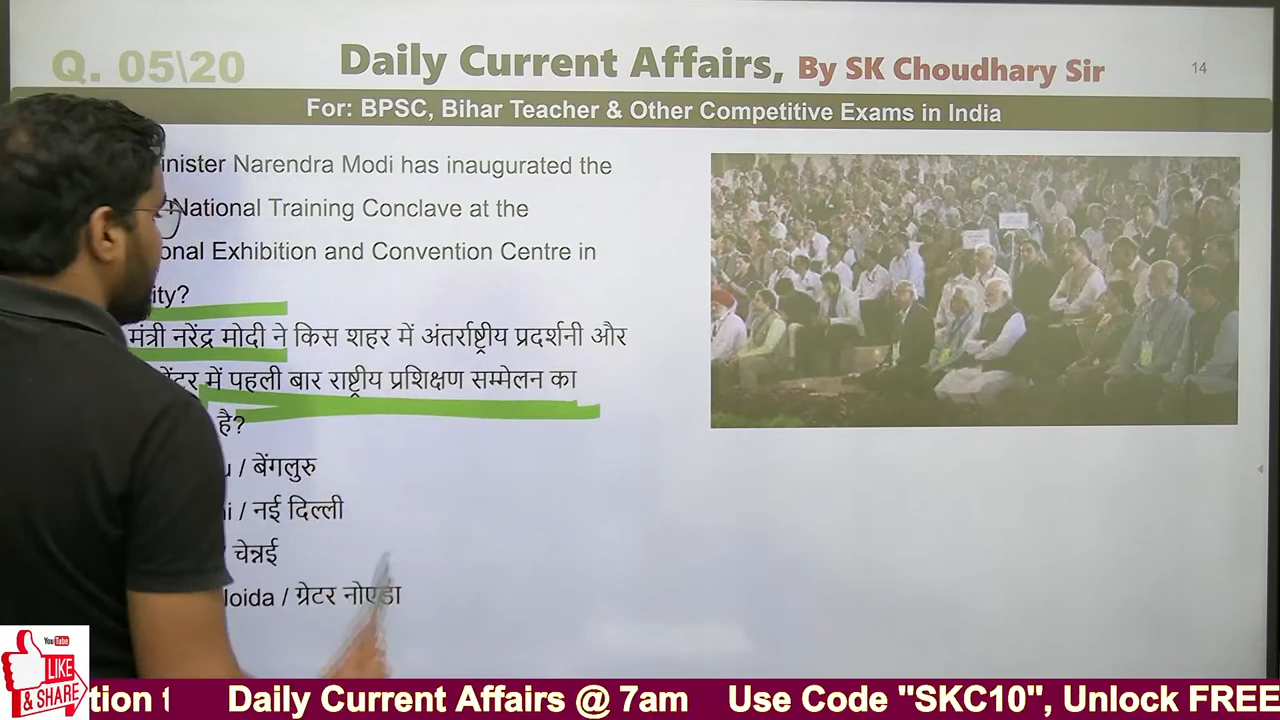 Q. 05\20
Daily Current Affairs, By SK Choudhary Sir
14
For: BPSC, Bihar Teacher & Other Competitive Exams in India
inister Narendra Modi has inaugurated the
National Training Conclave at the
onal Exhibition and Convention Centre in
ity?
मंत्री नरेंद्र मोदी ने किस शहर में अंतर्राष्ट्रीय प्रदर्शनी और
सेंटर में पहली बार राष्ट्रीय प्रशिक्षण सम्मेलन का
है?
/ बेंगलुरु
/ नई दिल्ली
चेन्नई
loida / ग्रेटर नोएडा
You Tube
LIKE
& SHARE
tion f Daily Current Affairs @ 7am Use Code "SKC10", Unlock FREE